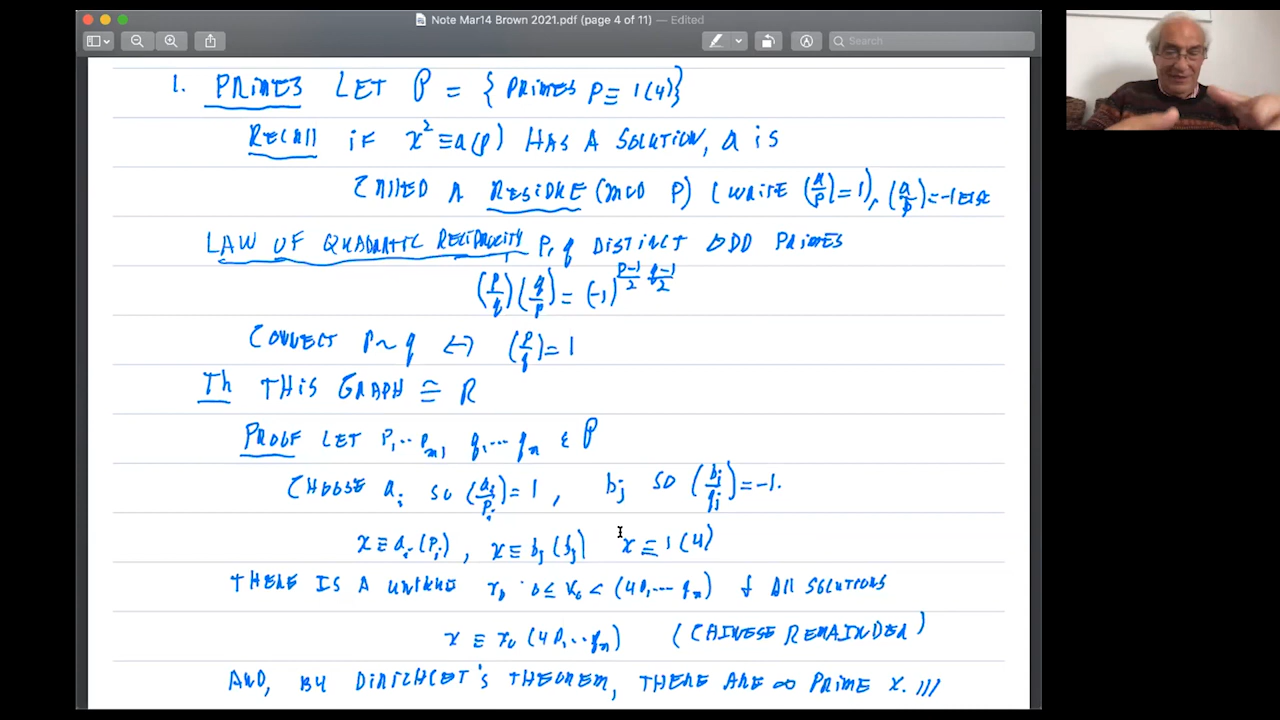 Note Mar14 Brown 2021.pdf (page 4 of 11) — Edited
Search
1. PRIMES LET P = { PRIMES p ≡ 1(4)}
RECALL IF x² ≡ a(p) HAS A SOLUTION, a is
CALLED A RESIDUE (MOD P) (WRITE (a/p) = 1), (a/p) = -1 ELSE
LAW OF QUADRATIC RECIPROCITY P, q DISTINCT ODD PRIMES
(p/q)(q/p) = (-1)^{(p-1)/2 (q-1)/2}
CONNECT P ~ q ↔ (p/q) = 1
Th THIS GRAPH ≅ R
PROOF LET P₁ ·· Pₘ, q₁ ··· qₙ ε P
CHOOSE aᵢ SO (aᵢ/pᵢ) = 1, bⱼ SO (bⱼ/qⱼ) = -1.
x ≡ aᵢ (Pᵢ), x ≡ bⱼ (bⱼ) x ≡ 1(4)
THERE IS A UNIQUE x₀ 0 ≤ x₀ < (4P₁ ··· qₙ) & ALL SOLUTIONS
x ≡ x₀ (4P₁ ·· qₙ) (CHINESE REMAINDER)
AND, BY DIRICHLET'S THEOREM, THERE ARE ∞ PRIME X. ///